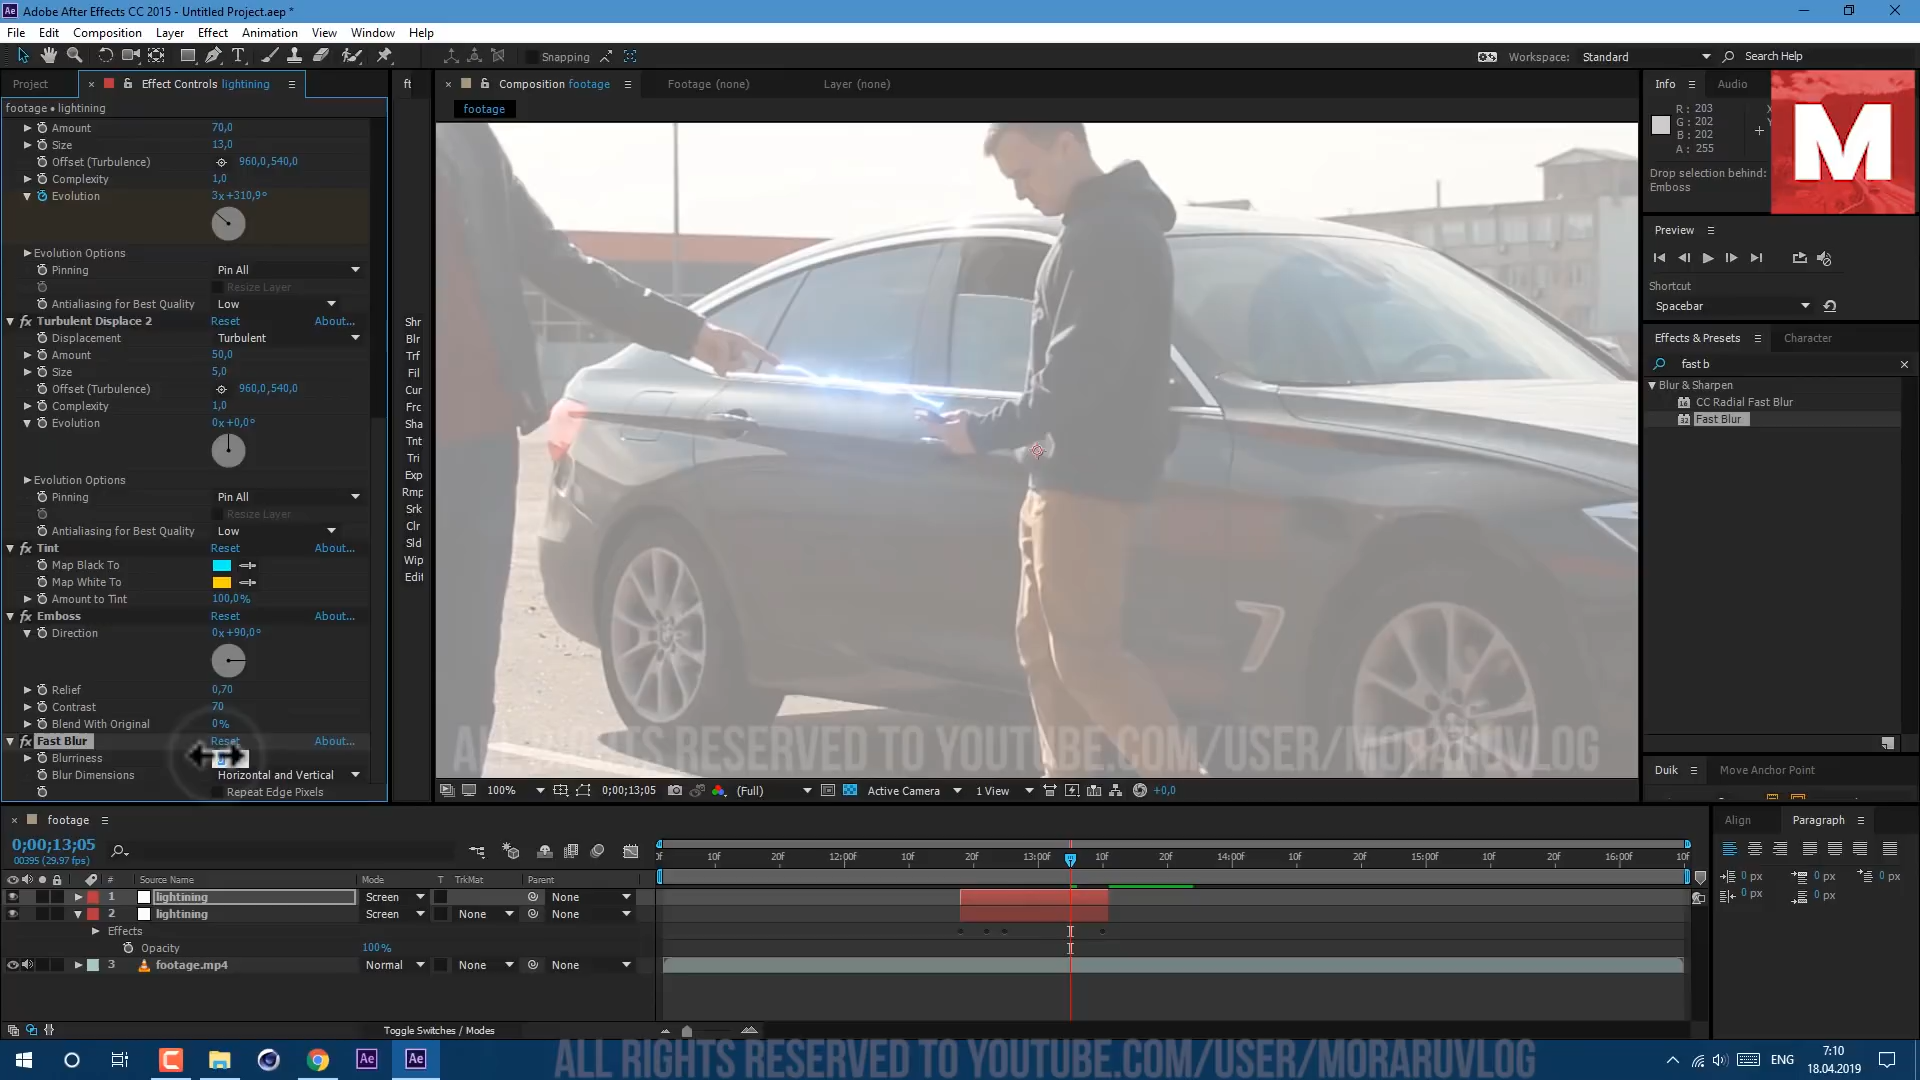 Adobe After Effects CC 2015 - Untitled Project.aep *
File Edit Composition Layer Effect Animation View Window Help
Snapping
Workspace: Standard
Search Help
Project
Effect Controls lightining
footage • lightining
Amount 70,0
Size 13,0
Offset (Turbulence) 960,0,540,0
Complexity 1,0
Evolution 3x+310,9°
Evolution Options
Pinning Pin All
Resize Layer
Antialiasing for Best Quality Low
Turbulent Displace 2 Reset About...
Displacement Turbulent
Amount 50,0
Size 5,0
Offset (Turbulence) 960,0,540,0
Complexity 1,0
Evolution 0x+0,0°
Evolution Options
Pinning Pin All
Resize Layer
Antialiasing for Best Quality Low
Tint Reset About...
Map Black To
Map White To
Amount to Tint 100,0%
Emboss Reset About...
Direction 0x+90,0°
Relief 0,70
Contrast 70
Blend With Original 0%
Fast Blur Reset About...
Blurriness
Blur Dimensions Horizontal and Vertical
Repeat Edge Pixels
ft
Shr
Blr
Trf
Fil
Cur
Frc
Sha
Tnt
Tri
Exp
Rmp
Srk
Clr
Sld
Wip
Edit
Composition footage
Footage (none)
Layer (none)
footage
ALL RIGHTS RESERVED TO YOUTUBE.COM/USER/MORARUVLOG
100% 0;00;13;05 (Full) Active Camera 1 View +0,0
Info Audio
R : 203
G : 202
B : 202
A : 255
X
Y
Drop selection behind:
Emboss
M
Preview
Shortcut
Spacebar
Effects & Presets Character
fast b
Blur & Sharpen
CC Radial Fast Blur
Fast Blur
Duik Move Anchor Point
Align Paragraph
0 px 0 px 0 px
0 px 0 px
footage
0;00;13;05
00395 (29.97 fps)
# Source Name Mode T TrkMat Parent
0f 10f 20f 12:00f 10f 20f 13:00f 10f 20f 14:00f 10f 20f 15:00f 10f 20f 16:00f 10f
1 lightining Screen None
2 lightining Screen None None
Effects
Opacity 100%
3 footage.mp4 Normal None None
Toggle Switches / Modes
ALL RIGHTS RESERVED TO YOUTUBE.COM/USER/MORARUVLOG
ENG
7:10
18.04.2019